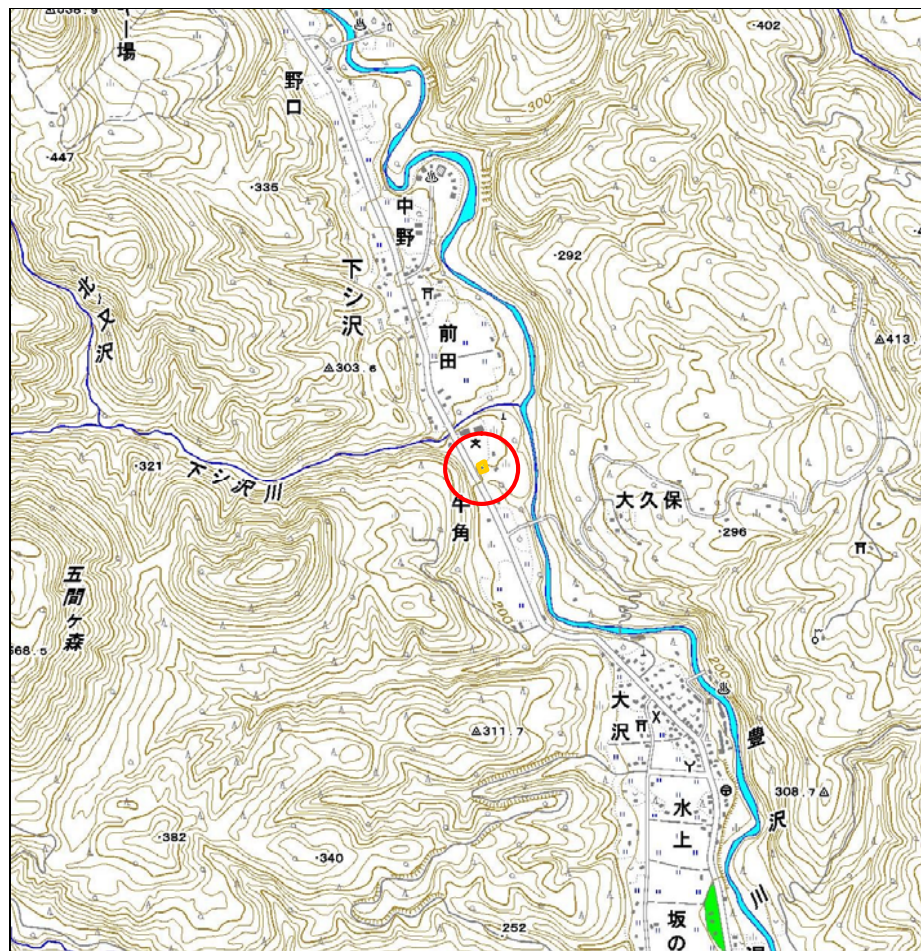 場
野口
402
300
447
335
中野
292
北ノ又沢
下シ沢
前田
413
303.6
321
下シ沢川
牛角
大久保
296
五間ヶ森
200
568.5
大沢
311.7
豊沢川
308.7
水上
382
340
坂の
252